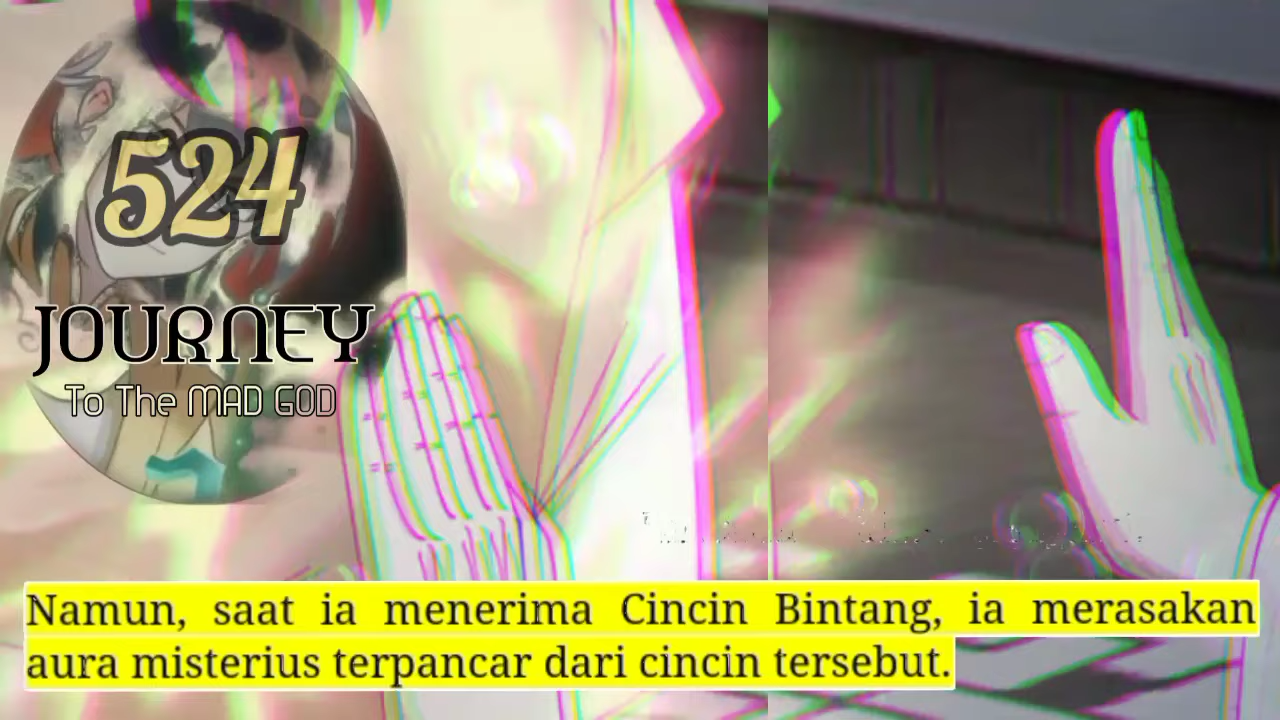 524
JOURNEY
To The MAD GOD
Namun, saat ia menerima Cincin Bintang, ia merasakan
aura misterius terpancar dari cincin tersebut.